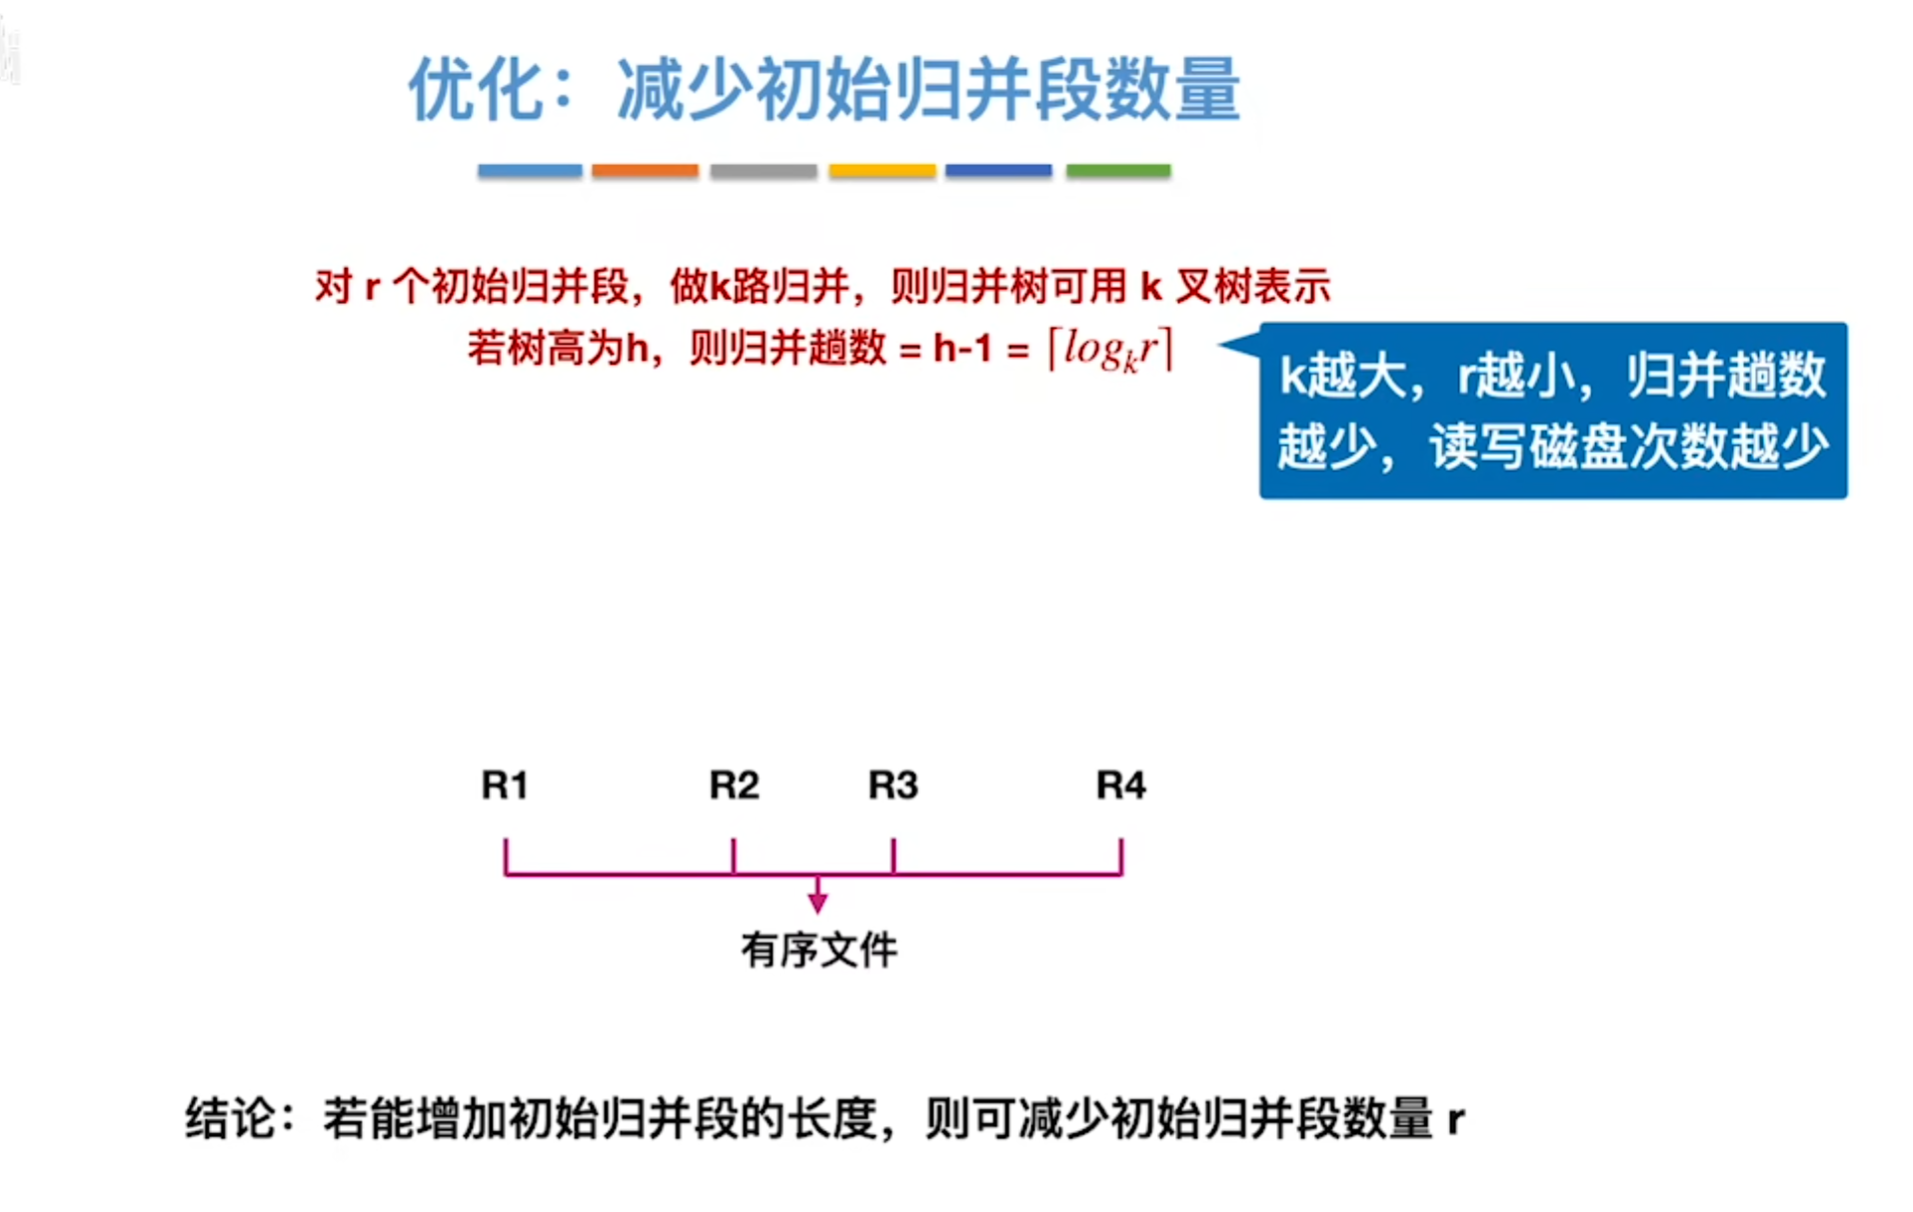 优化：减少初始归并段数量
对 r 个初始归并段，做k路归并，则归并树可用 k 叉树表示
若树高为h，则归并趟数 = h-1 = ⌈logₖr⌉
k越大，r越小，归并趟数
越少，读写磁盘次数越少
R1 R2 R3 R4
有序文件
结论：若能增加初始归并段的长度，则可减少初始归并段数量 r